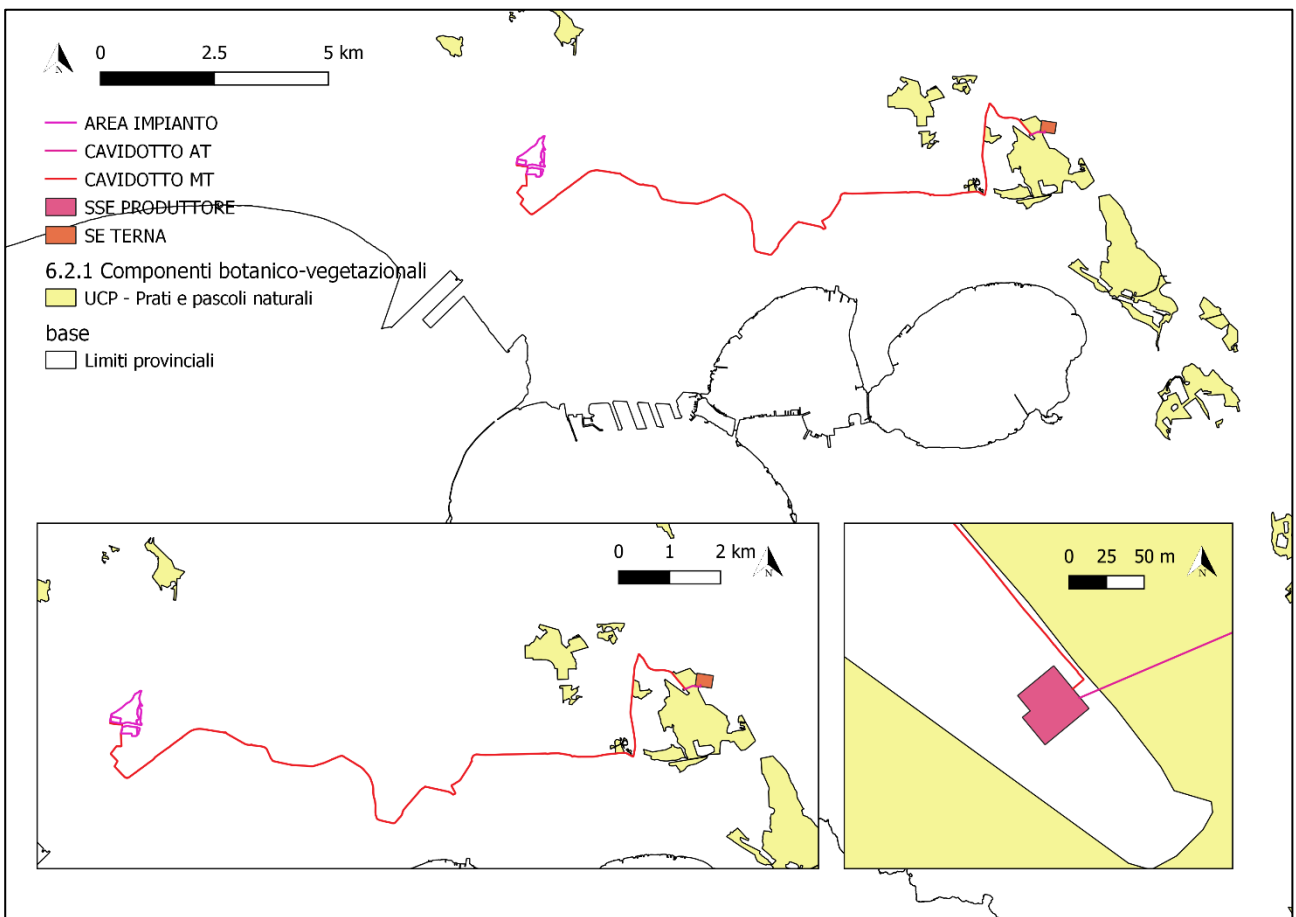 0 2.5 5 km
N
AREA IMPIANTO
CAVIDOTTO AT
CAVIDOTTO MT
SSE PRODUTTORE
SE TERNA
6.2.1 Componenti botanico-vegetazionali
UCP - Prati e pascoli naturali
base
Limiti provinciali
0 1 2 km
N
0 25 50 m
N